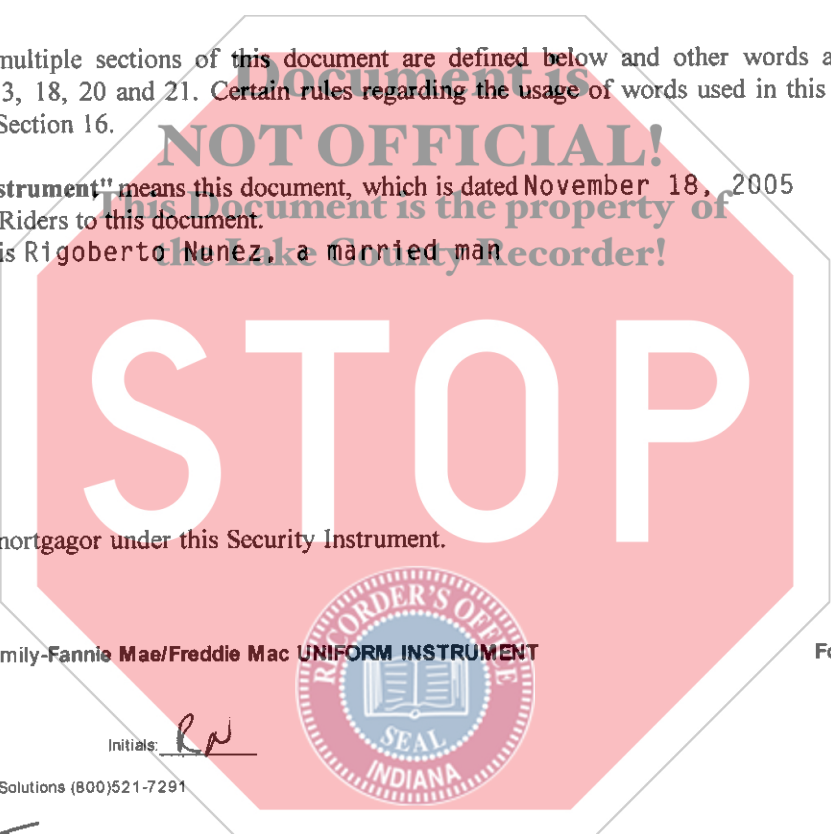 multiple sections of this document are defined below and other words a
Document is
3, 18, 20 and 21. Certain rules regarding the usage of words used in this
Section 16.
NOT OFFICIAL!
strument" means this document, which is dated November 18, 2005
This Document is the property of
Riders to this document.
is Rigoberto Nunez, a married man
the Lake County Recorder!
STOP
mortgagor under this Security Instrument.
mily-Fannie Mae/Freddie Mac UNIFORM INSTRUMENT
Fo
RECORDER'S OFFICE
SEAL
INDIANA
Initials: RN
Solutions (800)521-7291